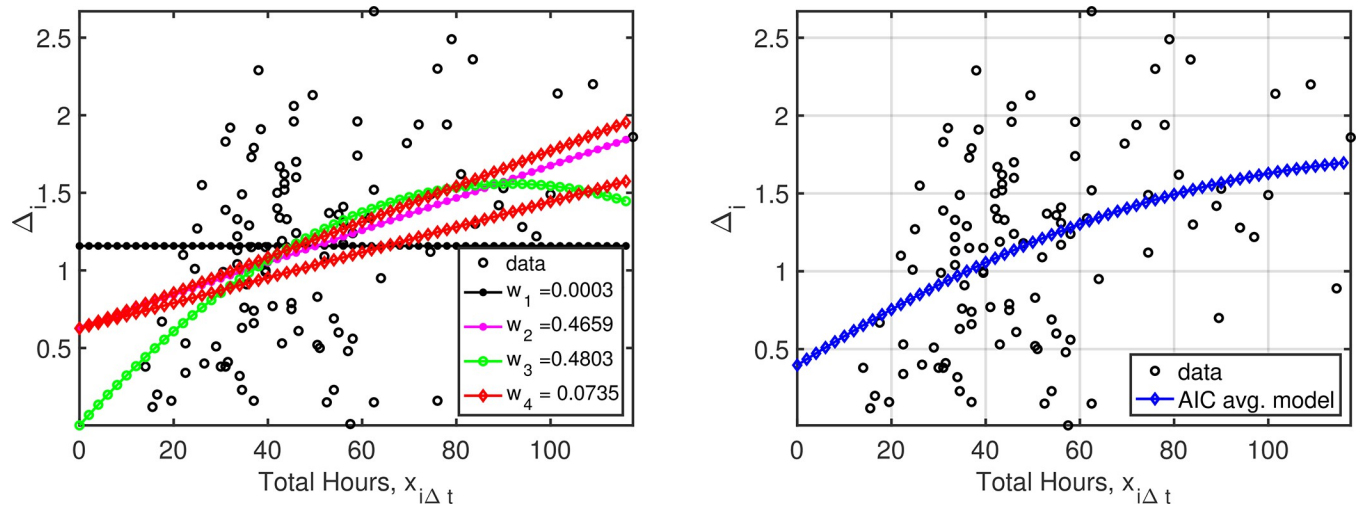 2.5
2
1.5
1
0.5
Δi
0 20 40 60 80 100
Total Hours, x iΔ t
data
w1 =0.0003
w2 =0.4659
w3 =0.4803
w4 = 0.0735
2.5
2
1.5
1
0.5
Δi
0 20 40 60 80 100
Total Hours, x iΔ t
data
AIC avg. model